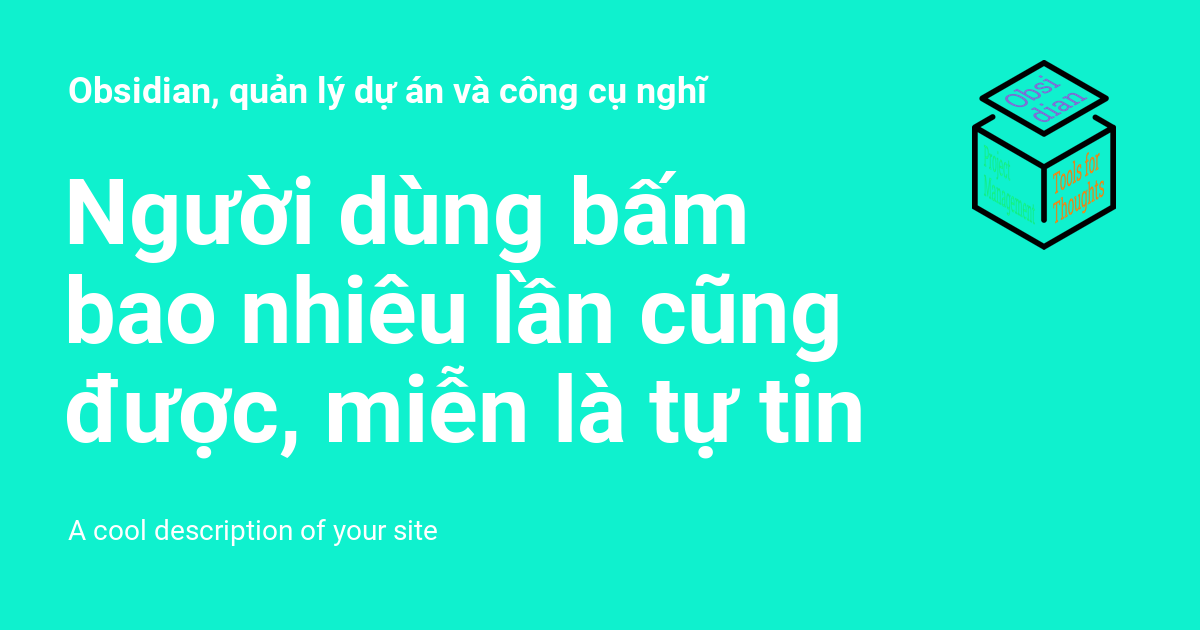 Obsidian, quản lý dự án và công cụ nghĩ
Obsi
dian
Project
Management
Tools for
Thoughts
Người dùng bấm
bao nhiêu lần cũng
được, miễn là tự tin
A cool description of your site